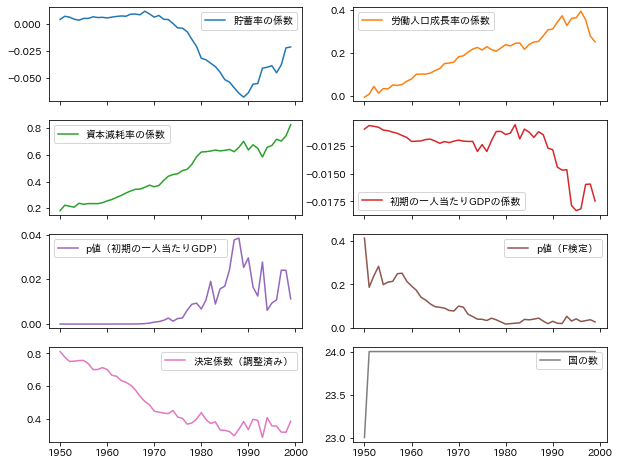 0.000
−0.025
−0.050
貯蓄率の係数
0.4
0.2
0.0
労働人口成長率の係数
0.8
0.6
0.4
0.2
資本減耗率の係数
−0.0125
−0.0150
−0.0175
初期の一人当たりGDPの係数
0.04
0.02
0.00
p値（初期の一人当たりGDP）
0.4
0.2
0.0
p値（F検定）
0.8
0.6
0.4
決定係数（調整済み）
1950 1960 1970 1980 1990 2000
24.0
23.5
23.0
国の数
1950 1960 1970 1980 1990 2000